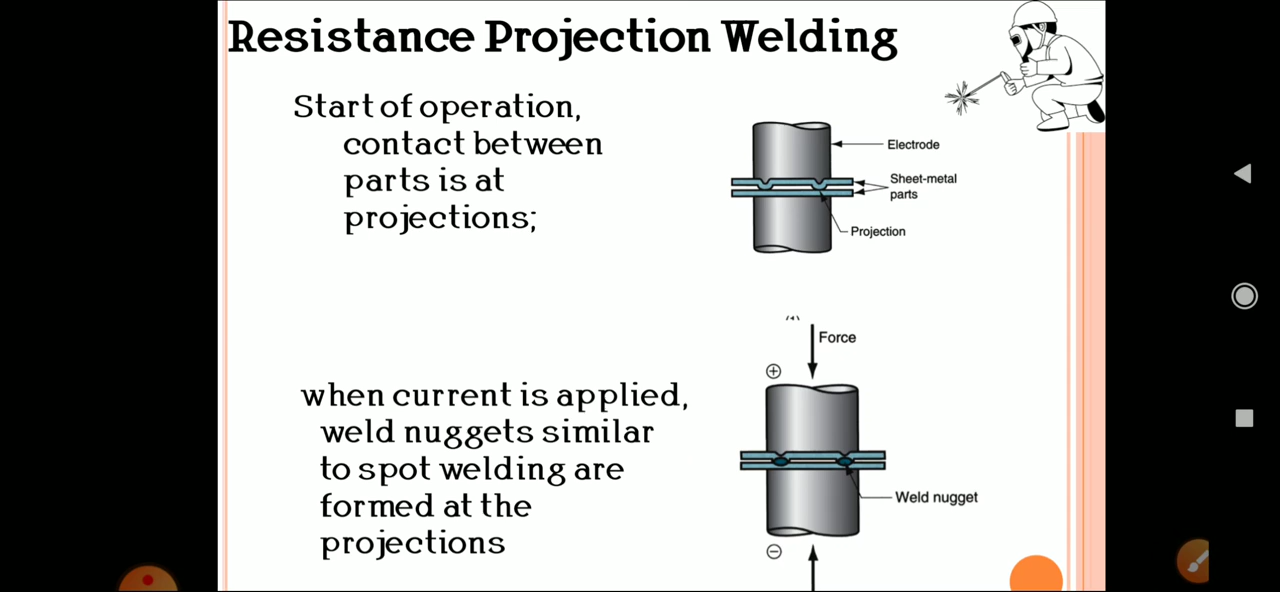 Resistance Projection Welding
Start of operation,
contact between
parts is at
projections;
Electrode
Sheet-metal
parts
Projection
when current is applied,
weld nuggets similar
to spot welding are
formed at the
projections
Force
+
Weld nugget
−